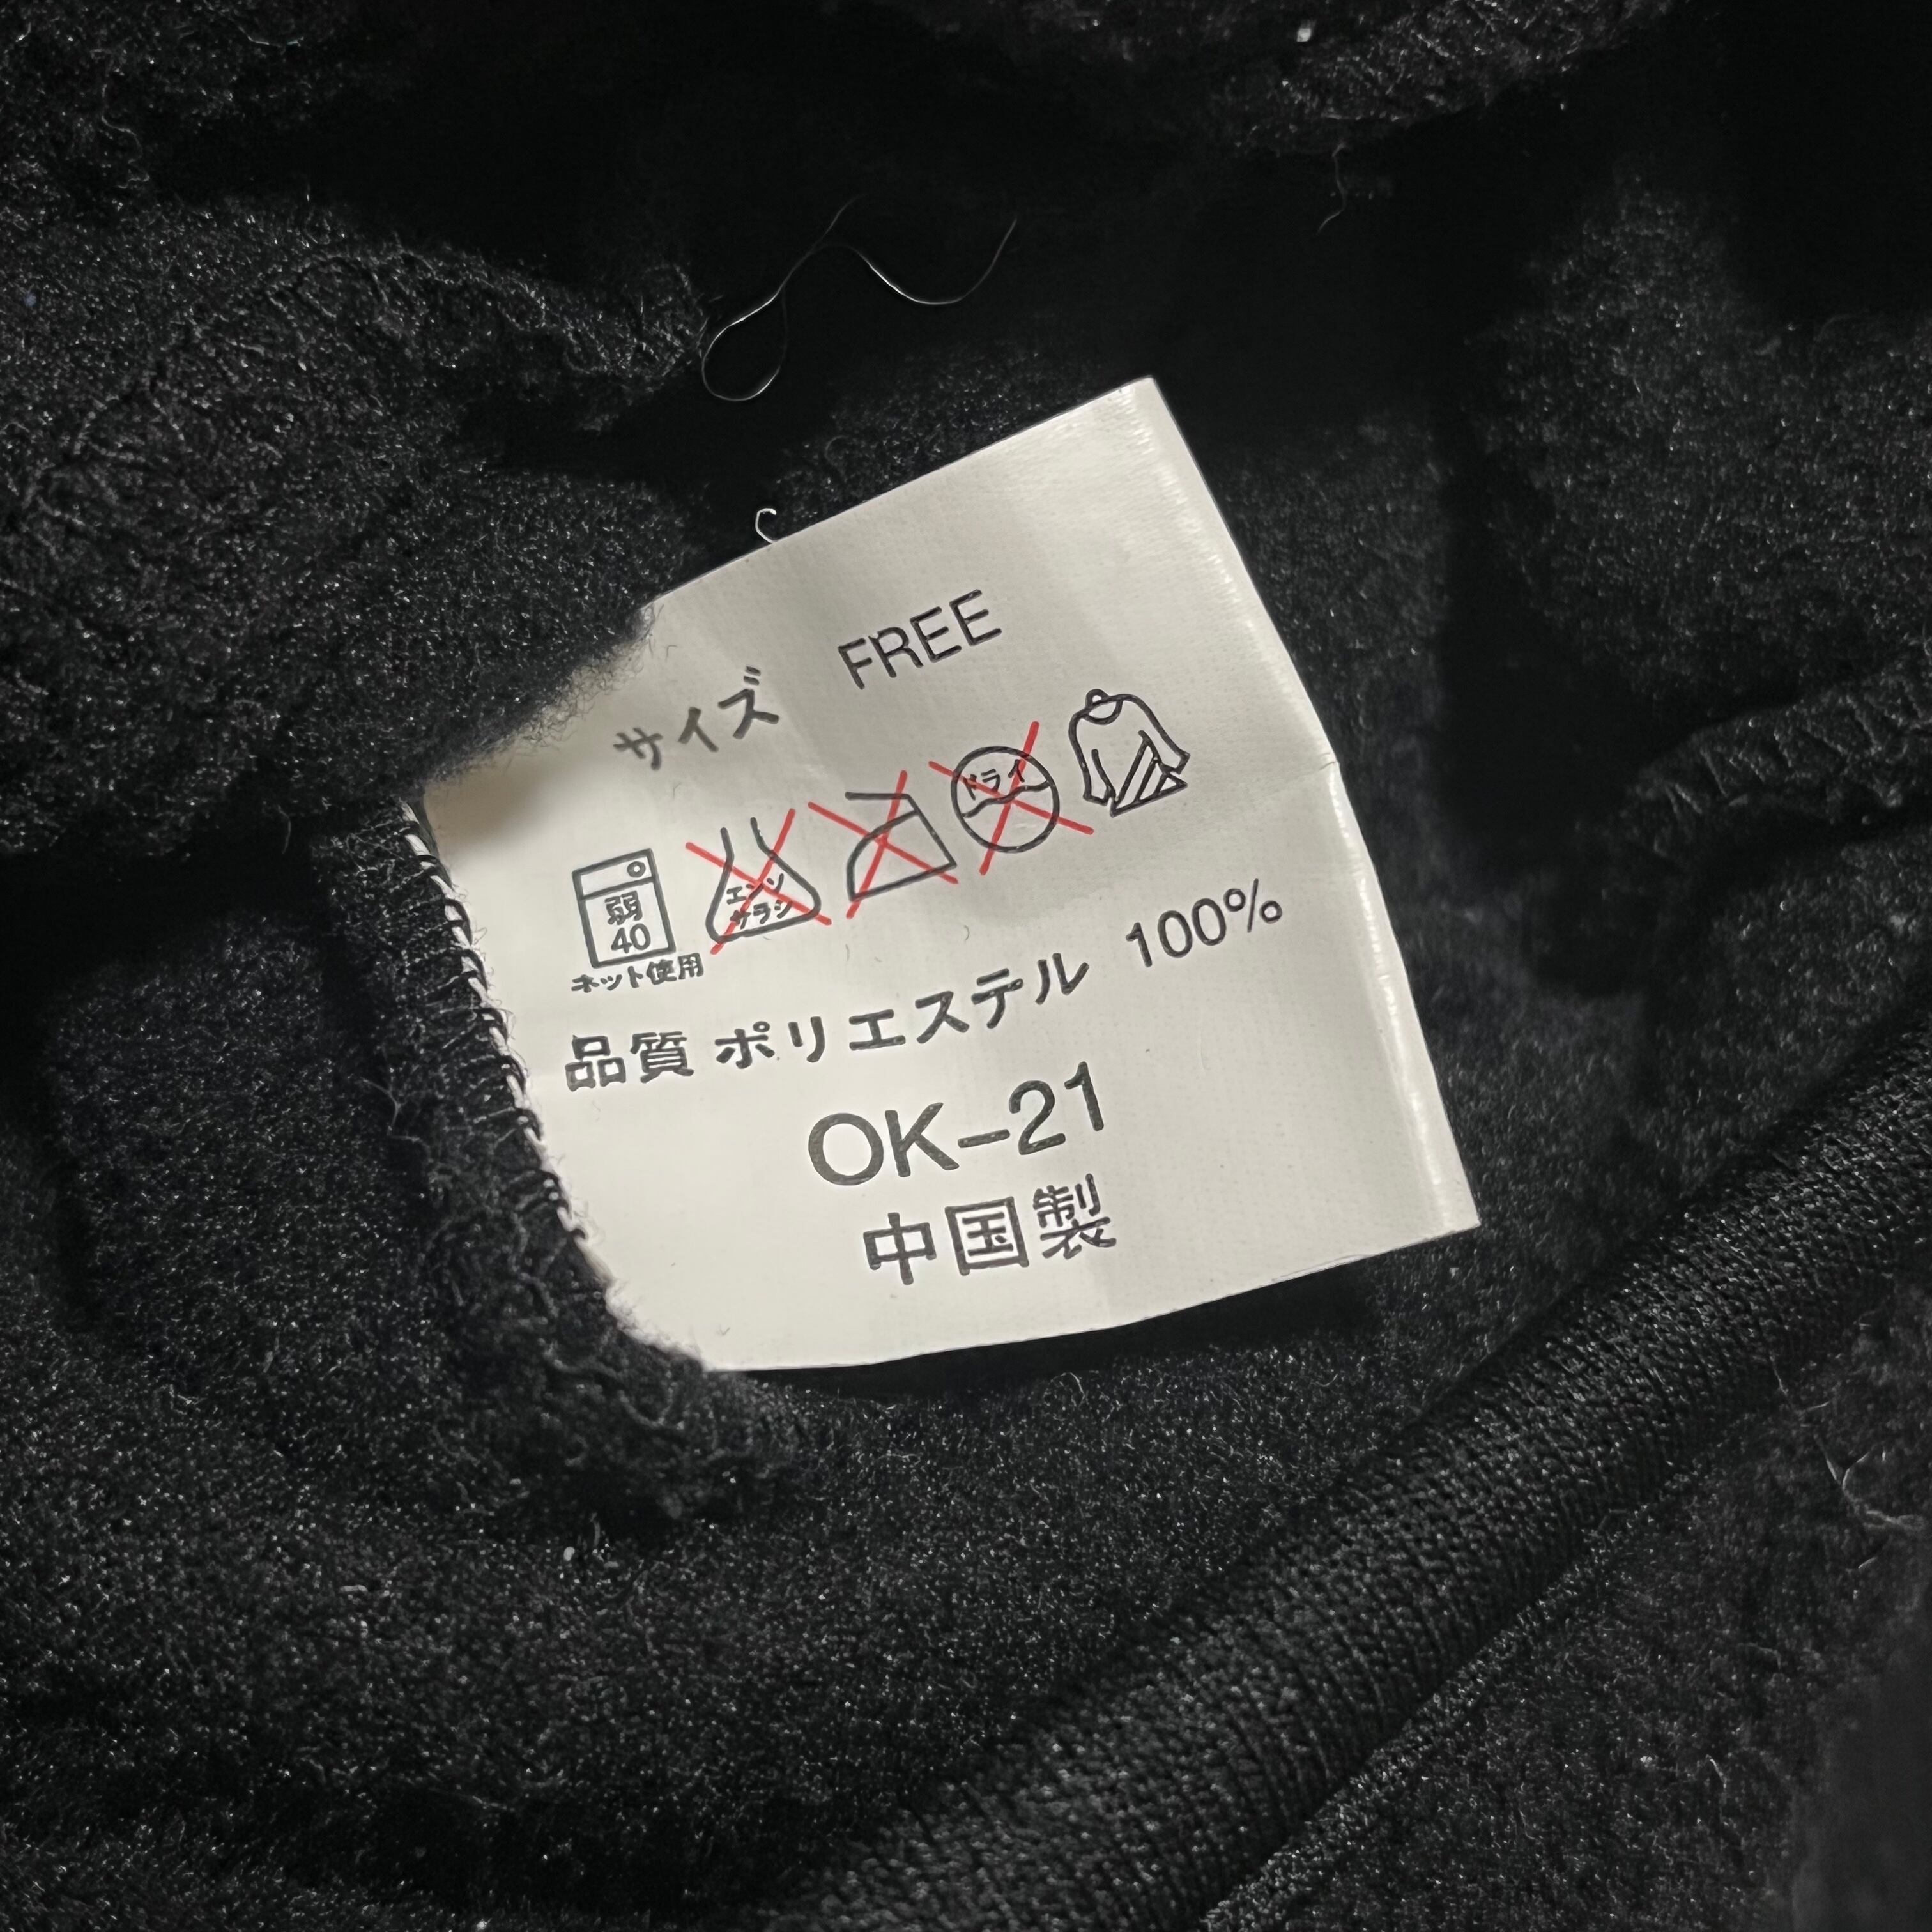 サイズ FREE
弱
40
ネット使用
エンソ
サラシ
ドライ
品質 ポリエステル 100%
OK-21
中国製